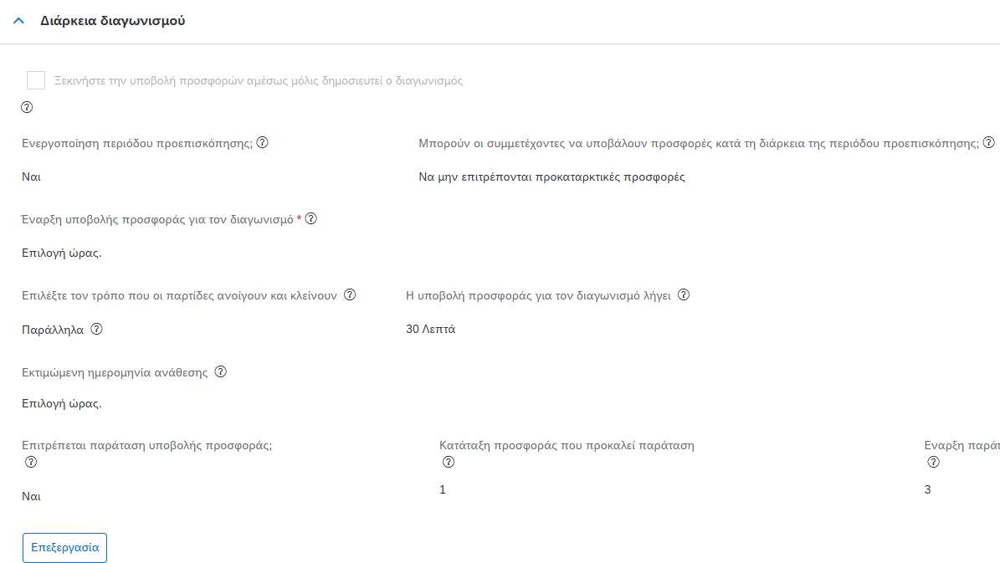 Διάρκεια διαγωνισμού
Ξεκινήστε την υποβολή προσφορών αμέσως μόλις δημοσιευτεί ο διαγωνισμός
Ενεργοποίηση περιόδου προεπισκόπησης; Μπορούν οι συμμετέχοντες να υποβάλουν προσφορές κατά τη διάρκεια της περιόδου προεπισκόπησης;
Ναι Να μην επιτρέπονται προκαταρκτικές προσφορές
Έναρξη υποβολής προσφοράς για τον διαγωνισμό *
Επιλογή ώρας.
Επιλέξτε τον τρόπο που οι παρτίδες ανοίγουν και κλείνουν Η υποβολή προσφοράς για τον διαγωνισμό λήγει
Παράλληλα 30 Λεπτά
Εκτιμώμενη ημερομηνία ανάθεσης
Επιλογή ώρας.
Επιτρέπεται παράταση υποβολής προσφοράς; Κατάταξη προσφοράς που προκαλεί παράταση Εναρξη
1 3
Ναι
Επεξεργασία